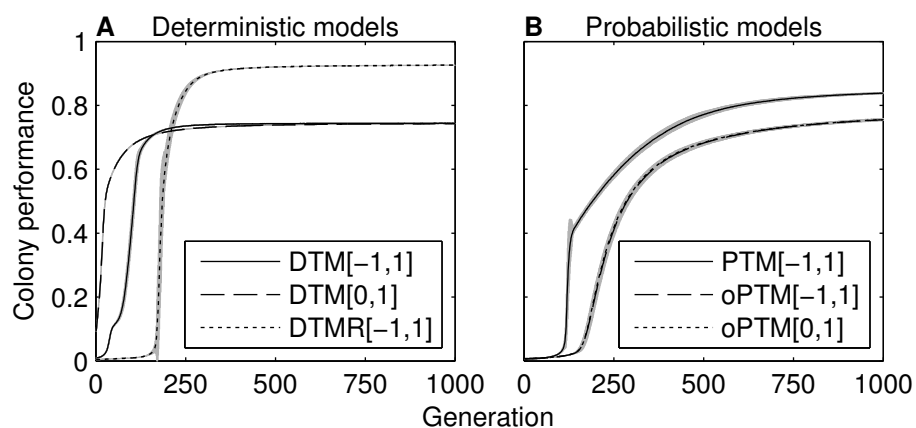 A Deterministic models
B Probabilistic models
Colony performance
1
0.8
0.6
0.4
0.2
0
DTM[−1,1]
DTM[0,1]
DTMR[−1,1]
PTM[−1,1]
oPTM[−1,1]
oPTM[0,1]
0 250 500 750 1000
0 250 500 750 1000
Generation